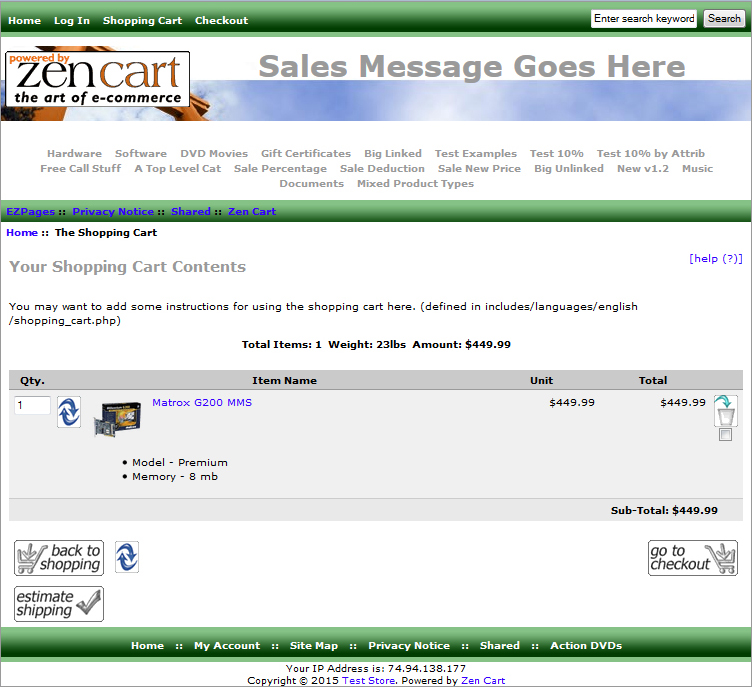 Home Log In Shopping Cart Checkout Enter search keyword Search
powered by
zen cart
the art of e-commerce
Sales Message Goes Here
Hardware Software DVD Movies Gift Certificates Big Linked Test Examples Test 10% Test 10% by Attrib
Free Call Stuff A Top Level Cat Sale Percentage Sale Deduction Sale New Price Big Unlinked New v1.2 Music
Documents Mixed Product Types
EZPages :: Privacy Notice :: Shared :: Zen Cart
Home :: The Shopping Cart
[help (?)]
Your Shopping Cart Contents
You may want to add some instructions for using the shopping cart here. (defined in includes/languages/english
/shopping_cart.php)
Total Items: 1 Weight: 23lbs Amount: $449.99
Qty. Item Name Unit Total
1 Matrox G200 MMS $449.99 $449.99
• Model - Premium
• Memory - 8 mb
Sub-Total: $449.99
back to
shopping
go to
checkout
estimate
shipping
Home :: My Account :: Site Map :: Privacy Notice :: Shared :: Action DVDs
Your IP Address is: 74.94.138.177
Copyright © 2015 Test Store. Powered by Zen Cart